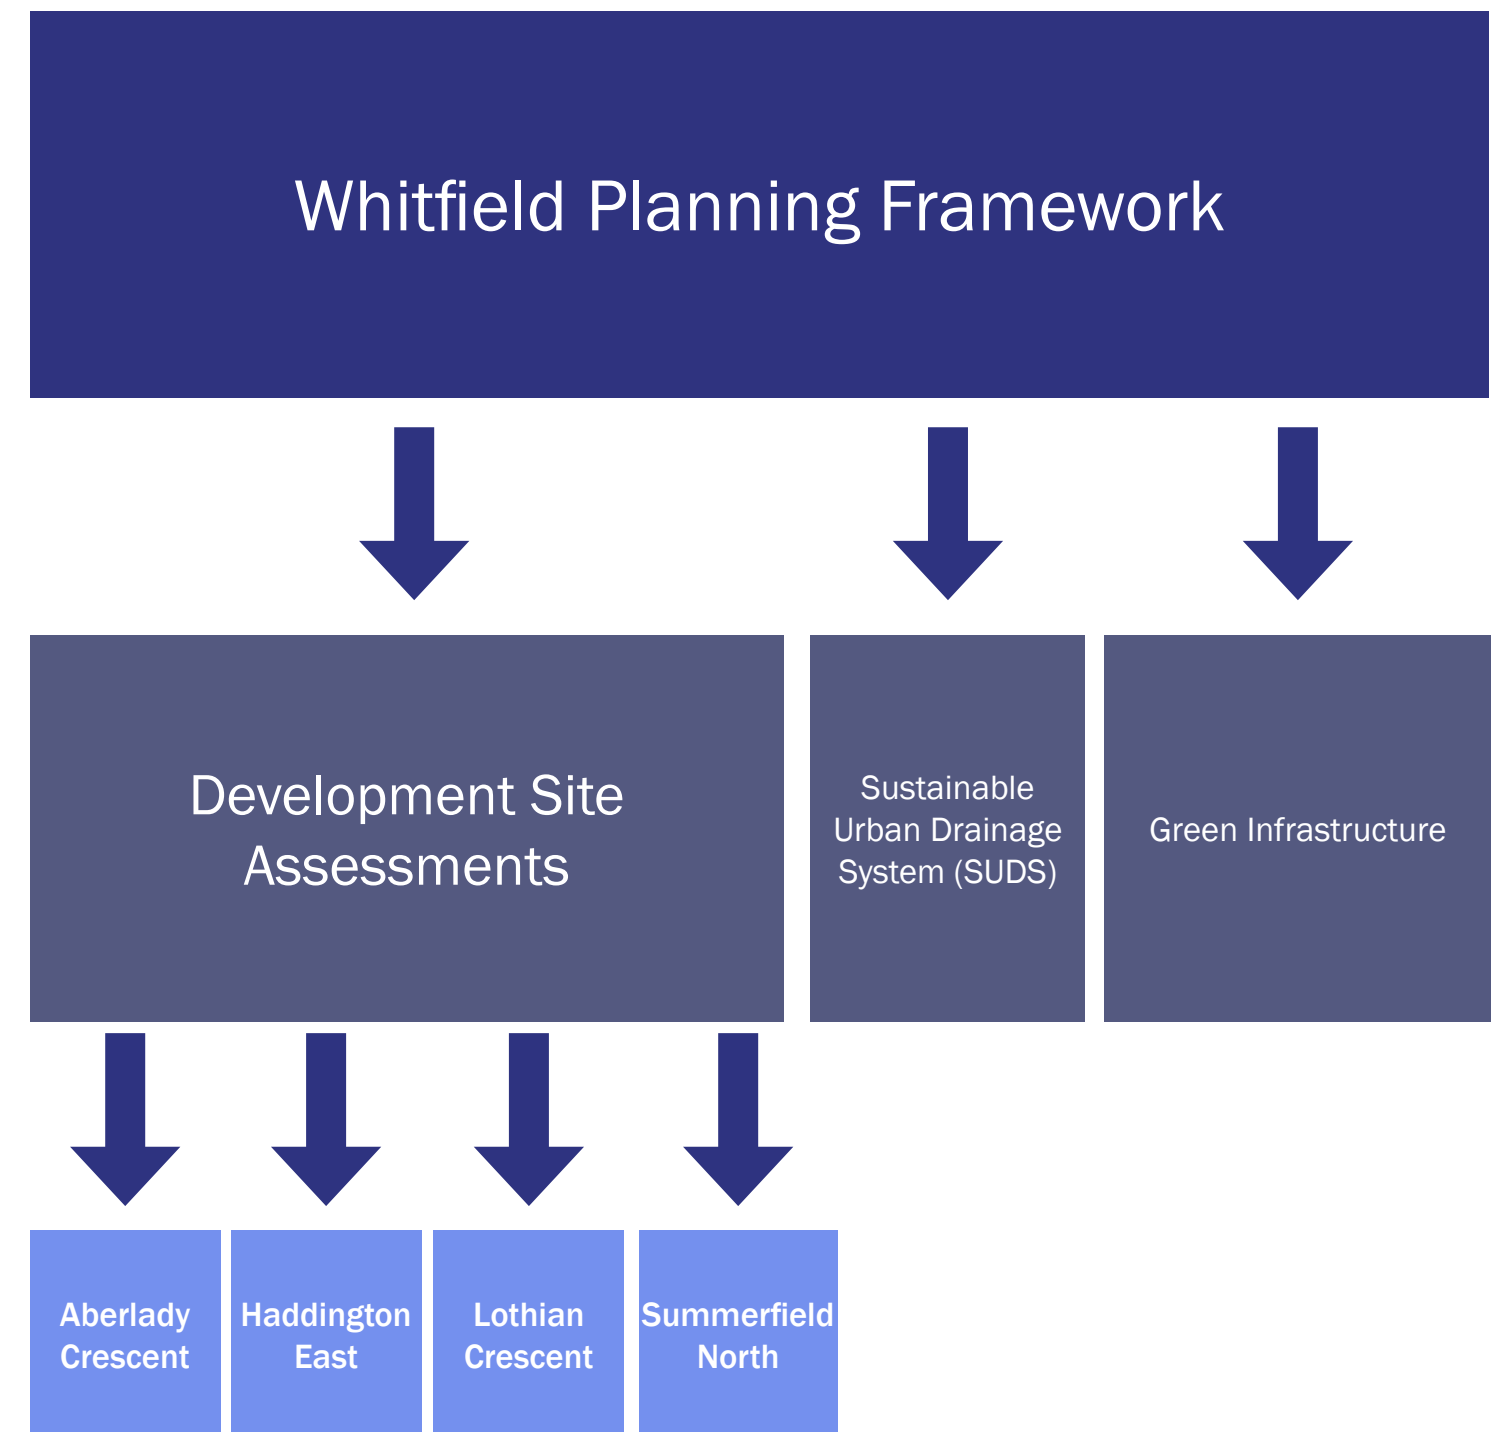 Whitfield Planning Framework
Development Site
Assessments
Sustainable
Urban Drainage
System (SUDS)
Green Infrastructure
Aberlady
Crescent
Haddington
East
Lothian
Crescent
Summerfield
North